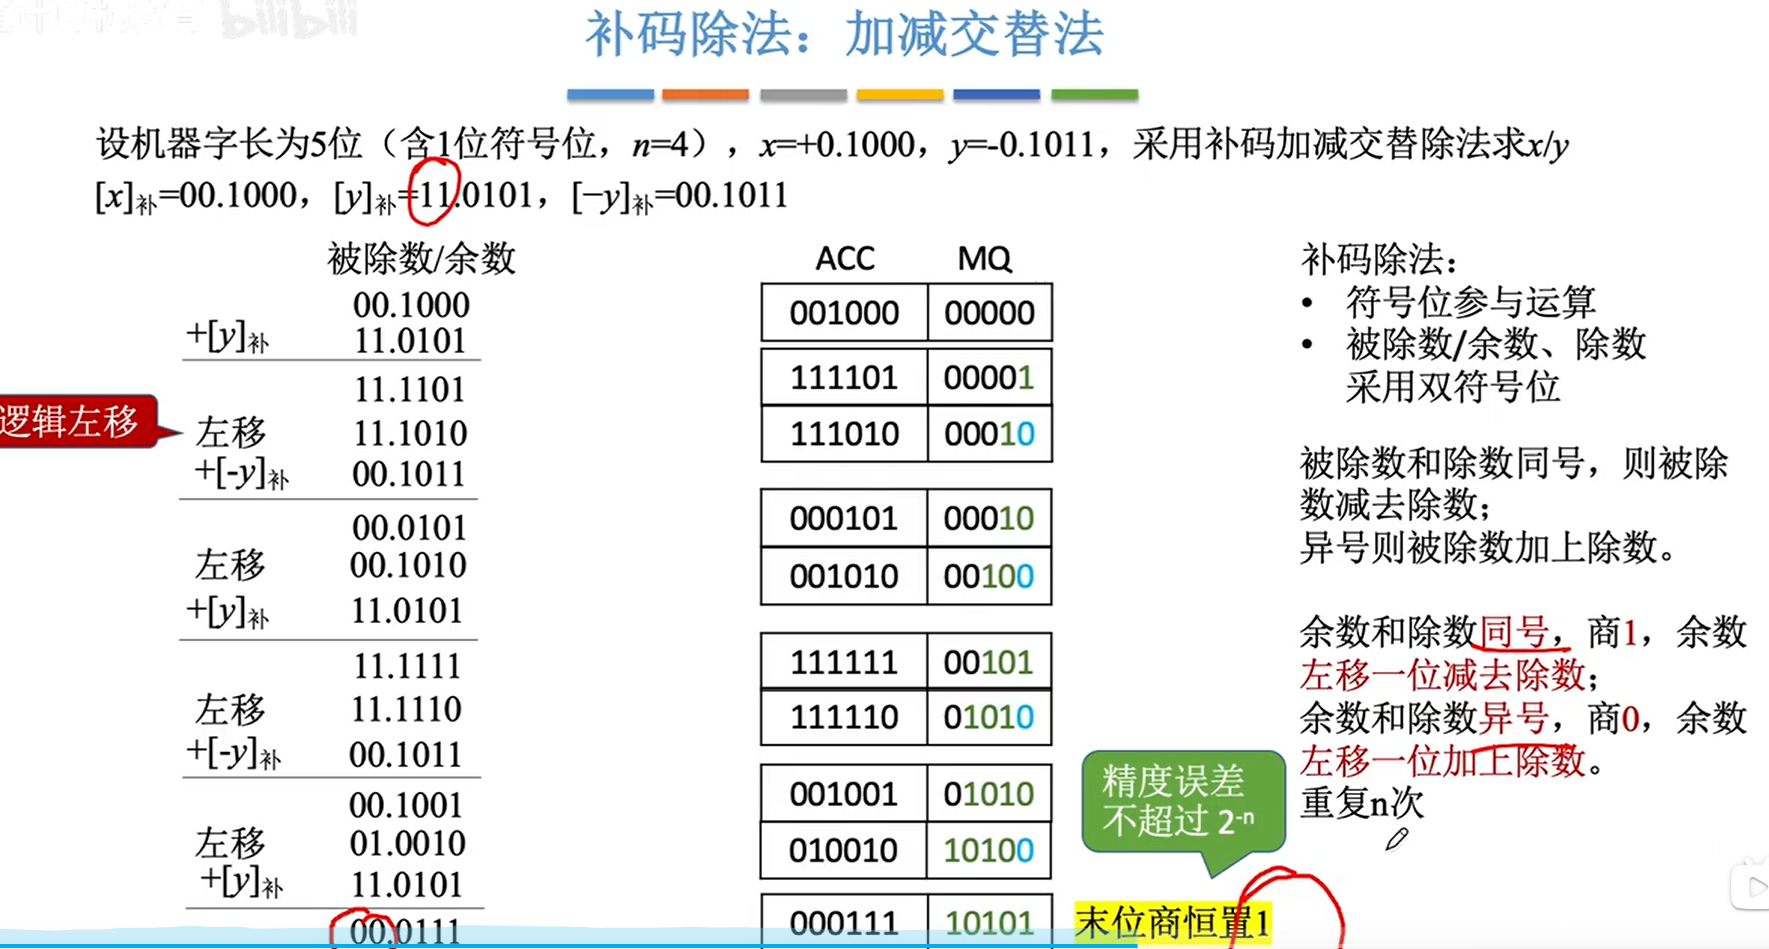 bilibili
补码除法：加减交替法
设机器字长为5位（含1位符号位，n=4），x=+0.1000，y=-0.1011，采用补码加减交替除法求x/y
[x]补=00.1000，[y]补=11.0101，[−y]补=00.1011
被除数/余数
00.1000
+[y]补 11.0101
11.1101
逻辑左移
左移 11.1010
+[-y]补 00.1011
00.0101
左移 00.1010
+[y]补 11.0101
11.1111
左移 11.1110
+[-y]补 00.1011
00.1001
左移 01.0010
+[y]补 11.0101
00.0111
ACC MQ
001000 00000
111101 00001
111010 00010
000101 00010
001010 00100
111111 00101
111110 01010
001001 01010
010010 10100
000111 10101
末位商恒置1
精度误差
不超过 2-n
补码除法：
• 符号位参与运算
• 被除数/余数、除数
采用双符号位
被除数和除数同号，则被除
数减去除数；
异号则被除数加上除数。
余数和除数同号，商1，余数
左移一位减去除数；
余数和除数异号，商0，余数
左移一位加上除数。
重复n次